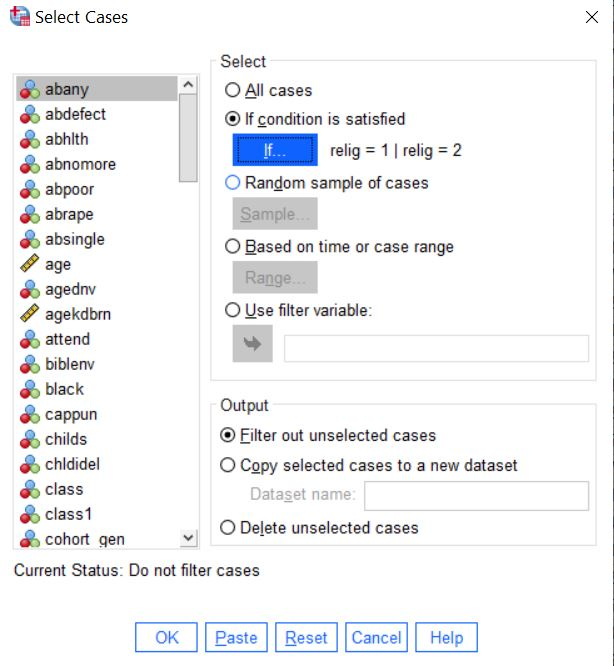 Select Cases
abany
abdefect
abhlth
abnomore
abpoor
abrape
absingle
age
agednv
agekdbrn
attend
biblenv
black
cappun
childs
chldidel
class
class1
cohort_gen
Select
All cases
If condition is satisfied
If... relig = 1 | relig = 2
Random sample of cases
Sample...
Based on time or case range
Range...
Use filter variable:
Output
Filter out unselected cases
Copy selected cases to a new dataset
Dataset name:
Delete unselected cases
Current Status: Do not filter cases
OK Paste Reset Cancel Help